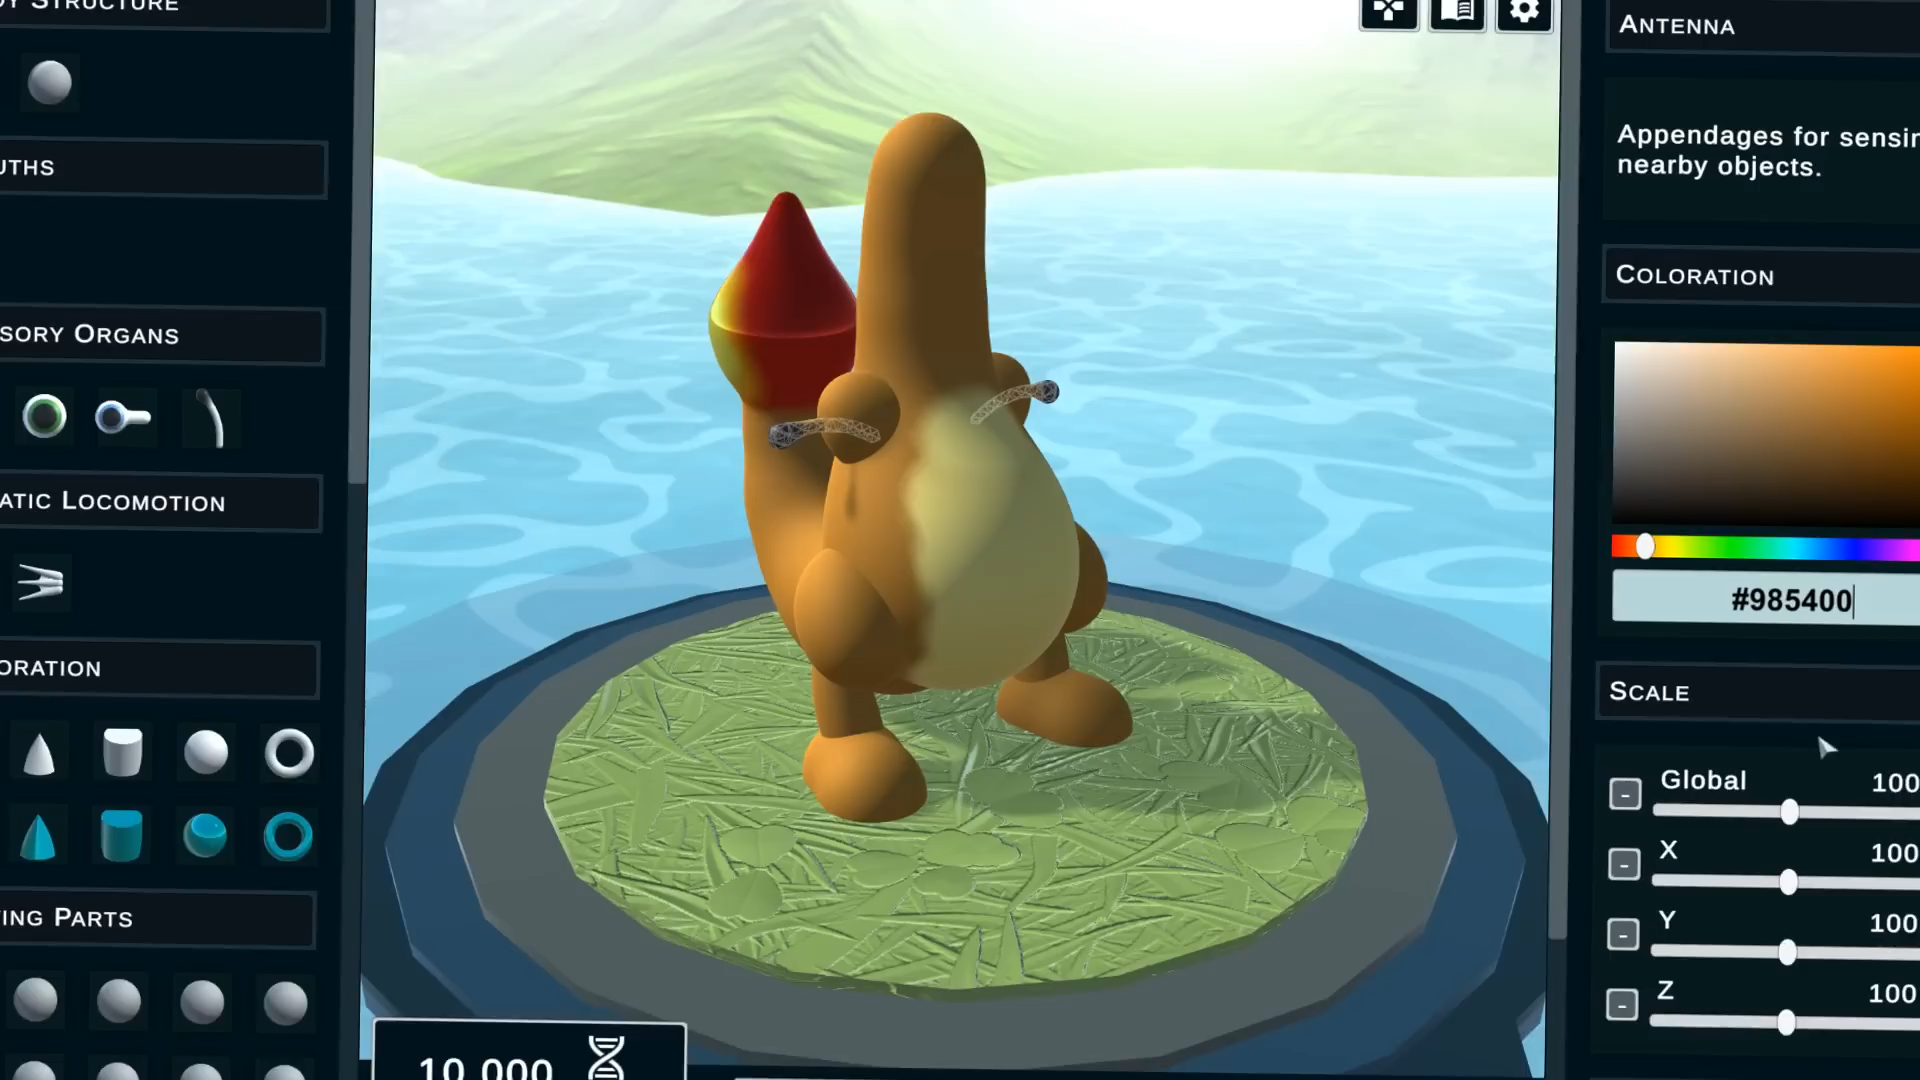 Y STRUCTURE
UTHS
SORY ORGANS
ATIC LOCOMOTION
ORATION
ING PARTS
10,000
ANTENNA
Appendages for sensin
nearby objects.
COLORATION
#985400
SCALE
- Global 100
- X 100
- Y 100
- Z 100